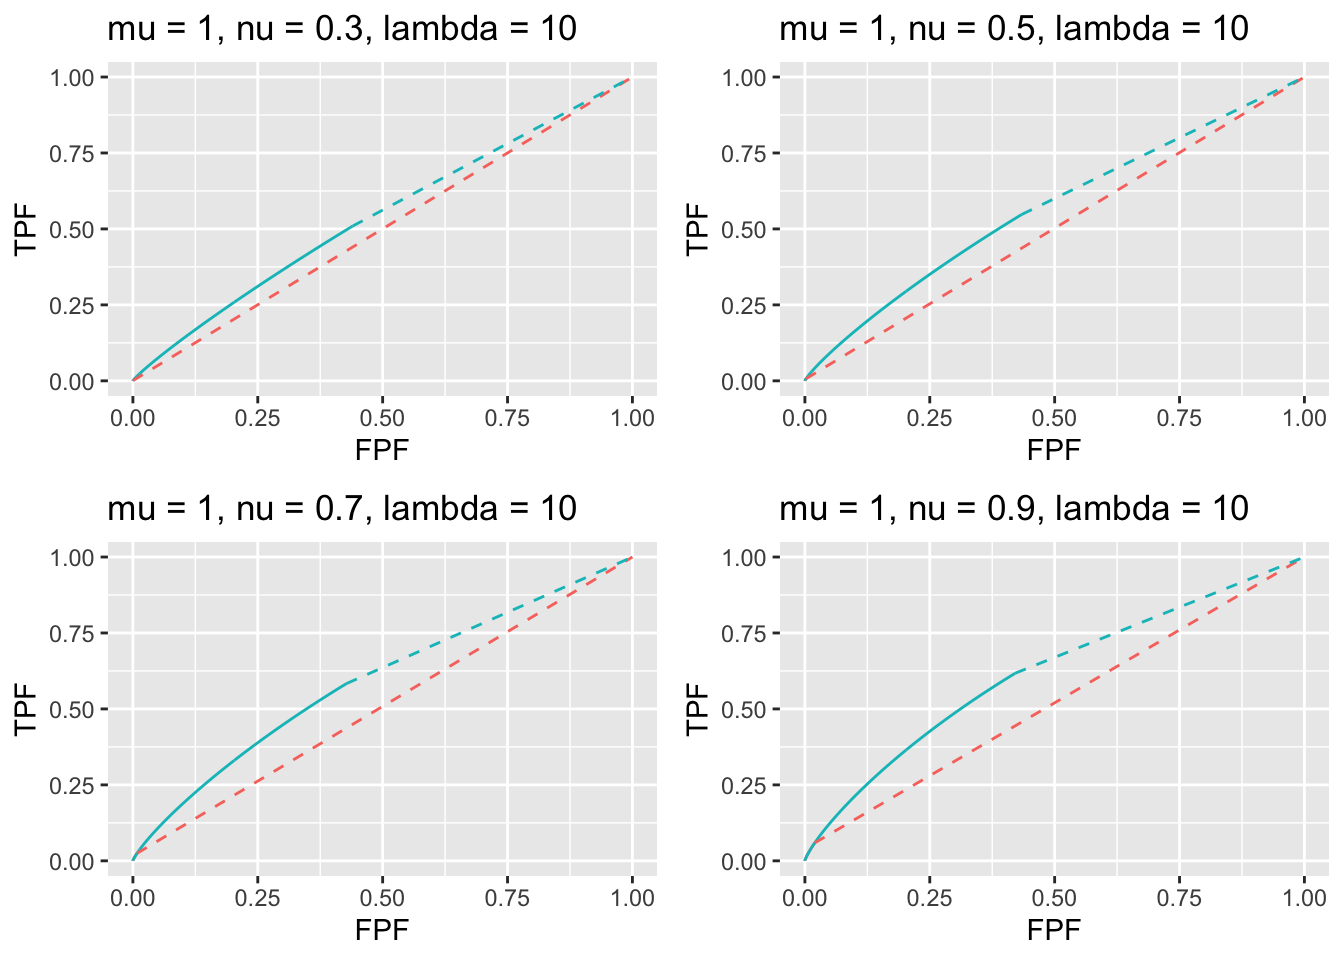 mu = 1, nu = 0.3, lambda = 10
1.00
0.75
0.50
0.25
0.00
TPF
0.00 0.25 0.50 0.75 1.00
FPF
mu = 1, nu = 0.5, lambda = 10
1.00
0.75
0.50
0.25
0.00
TPF
0.00 0.25 0.50 0.75 1.00
FPF
mu = 1, nu = 0.7, lambda = 10
1.00
0.75
0.50
0.25
0.00
TPF
0.00 0.25 0.50 0.75 1.00
FPF
mu = 1, nu = 0.9, lambda = 10
1.00
0.75
0.50
0.25
0.00
TPF
0.00 0.25 0.50 0.75 1.00
FPF